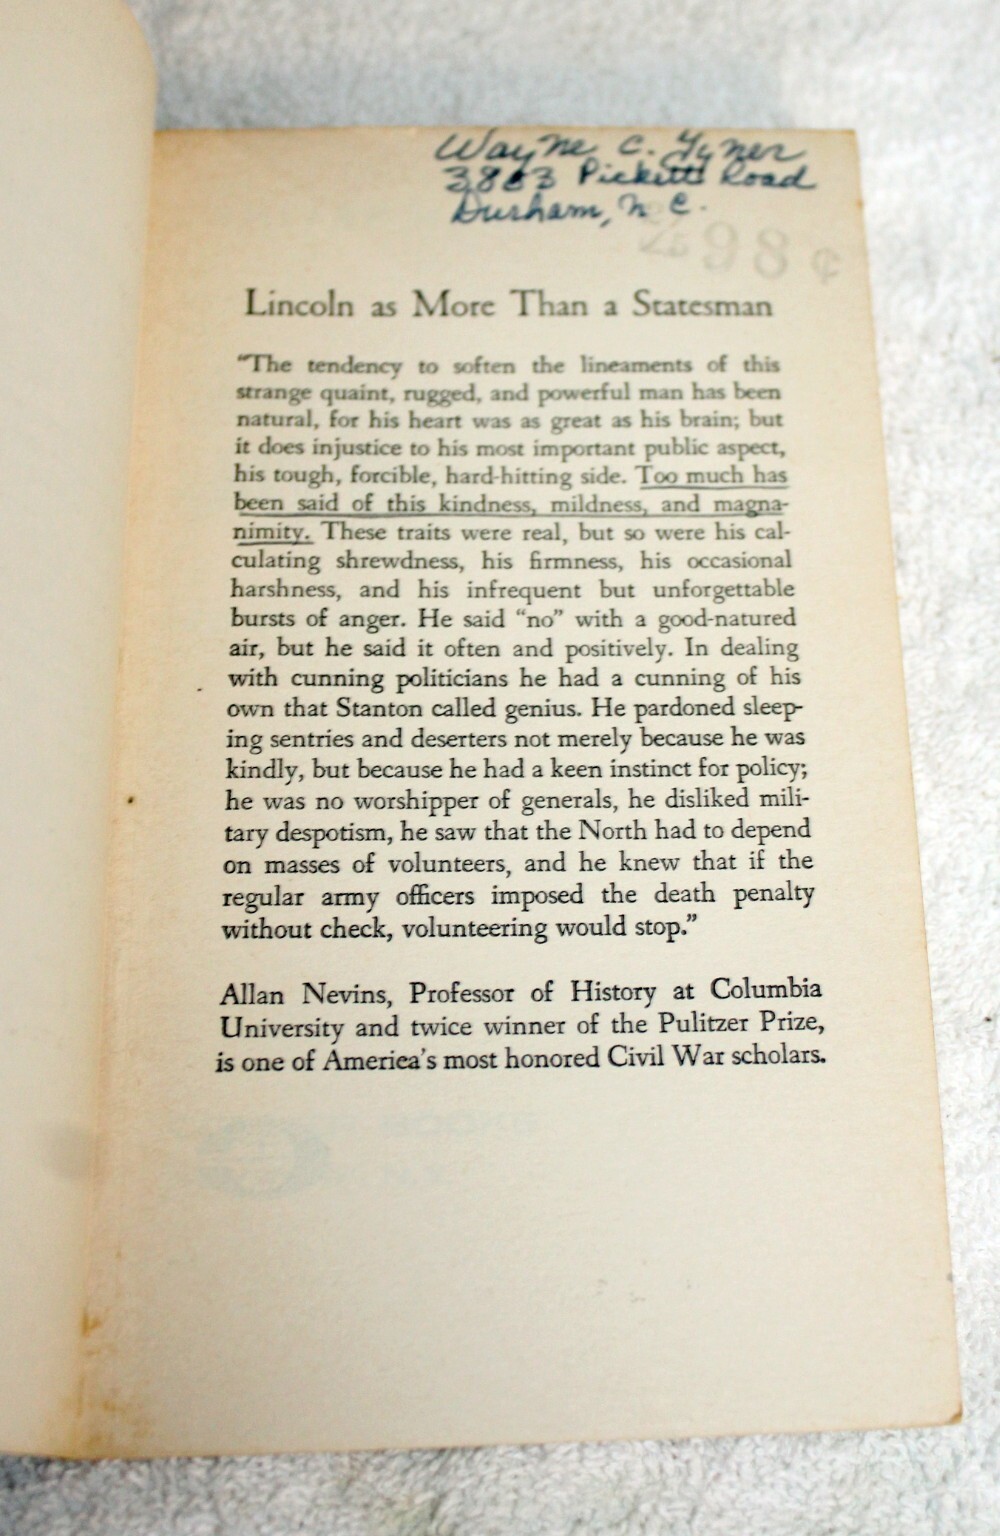 Wayne C. Tyner
3803 Picketts Road
Durham, N C.
98¢
Lincoln as More Than a Statesman
"The tendency to soften the lineaments of this
strange quaint, rugged, and powerful man has been
natural, for his heart was as great as his brain; but
it does injustice to his most important public aspect,
his tough, forcible, hard-hitting side. Too much has
been said of this kindness, mildness, and magna-
nimity. These traits were real, but so were his cal-
culating shrewdness, his firmness, his occasional
harshness, and his infrequent but unforgettable
bursts of anger. He said "no" with a good-natured
air, but he said it often and positively. In dealing
with cunning politicians he had a cunning of his
own that Stanton called genius. He pardoned sleep-
ing sentries and deserters not merely because he was
kindly, but because he had a keen instinct for policy;
he was no worshipper of generals, he disliked mili-
tary despotism, he saw that the North had to depend
on masses of volunteers, and he knew that if the
regular army officers imposed the death penalty
without check, volunteering would stop."
Allan Nevins, Professor of History at Columbia
University and twice winner of the Pulitzer Prize,
is one of America's most honored Civil War scholars.